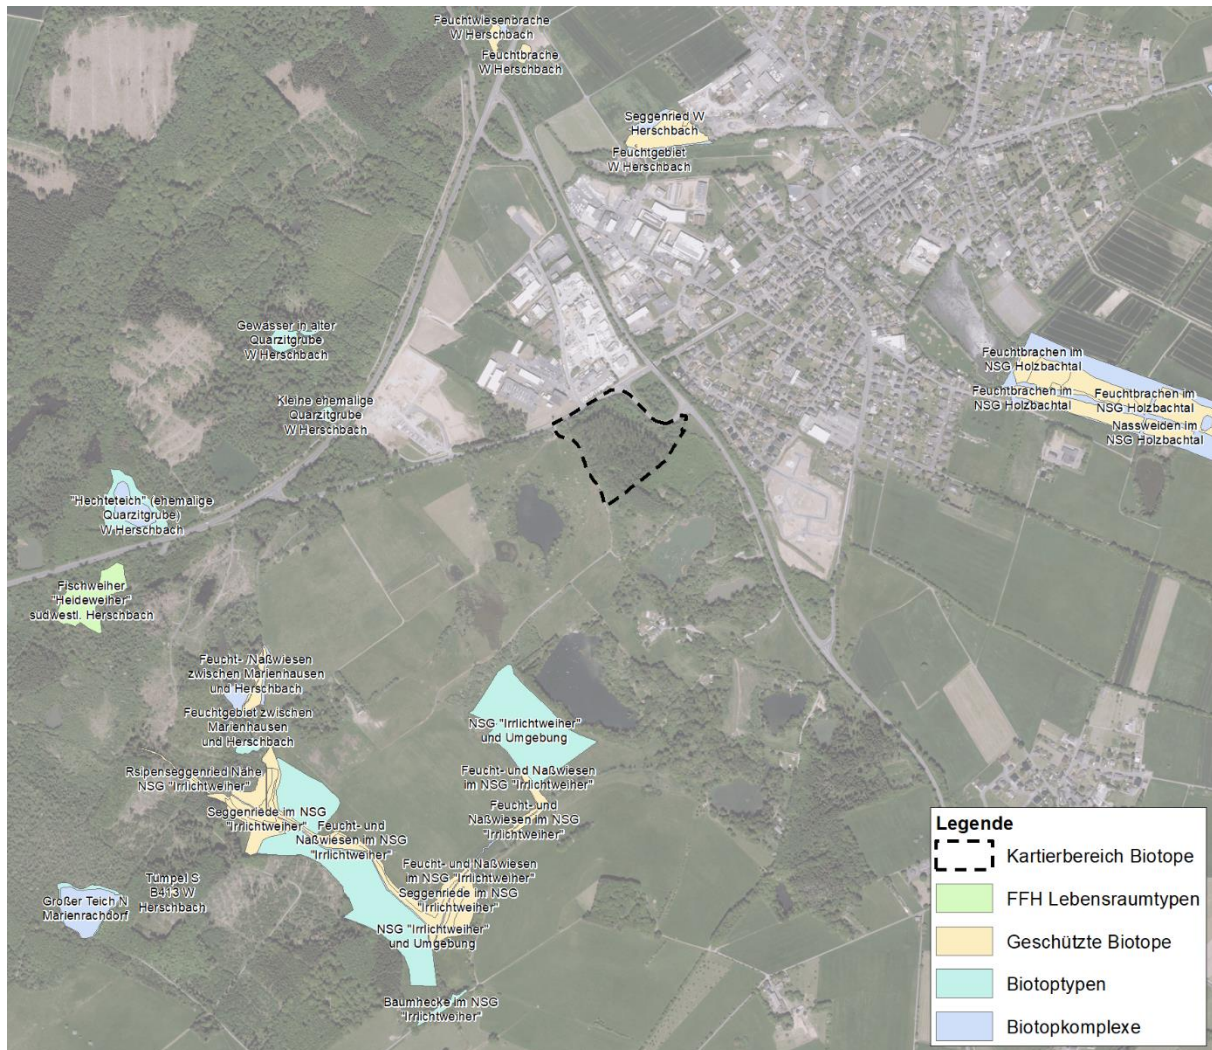 Feuchtwiesenbrache
W Herschbach
Feuchtbrache
W Herschbach
Seggenried W
Herschbach
Feuchtgebiet
W Herschbach
Gewässer in alter
Quarzitgrube
W Herschbach
Feuchtbrachen im
NSG Holzbachtal
Feuchtbrachen im
NSG Holzbachtal
Feuchtbrachen im
NSG Holzbachtal
Nassweiden im
NSG Holzbachtal
Kleine ehemalige
Quarzitgrube
W Herschbach
"Hechteteich" (ehemalige
Quarzitgrube)
W Herschbach
Fischweiher
"Heideweiher"
südwestl. Herschbach
Feucht- /Naßwiesen
zwischen Marienhausen
und Herschbach
Feuchtgebiet zwischen
Marienhausen
und Herschbach
NSG "Irrlichtweiher"
und Umgebung
Rsipenseggenried Nähe
NSG "Irrlichtweiher"
Feucht- und Naßwiesen
im NSG "Irrlichtweiher"
Seggenriede im NSG
"Irrlichtweiher"
Feucht- und
Naßwiesen im NSG
"Irrlichtweiher"
Feucht- und
Naßwiesen im NSG
"Irrlichtweiher"
Feucht- und Naßwiesen
im NSG "Irrlichtweiher"
Seggenriede im NSG
"Irrlichtweiher"
Tümpel S
B413 W
Herschbach
Großer Teich N
Marienrachdorf
NSG "Irrlichtweiher"
und Umgebung
Baumhecke im NSG
"Irrlichtweiher"
Legende
Kartierbereich Biotope
FFH Lebensraumtypen
Geschützte Biotope
Biotoptypen
Biotopkomplexe